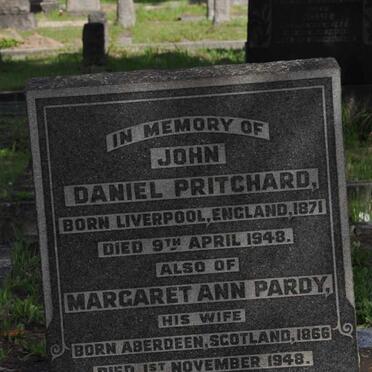 IN MEMORY OF
JOHN
DANIEL PRITCHARD,
BORN LIVERPOOL, ENGLAND, 1871
DIED 9TH APRIL 1948.
ALSO OF
MARGARET ANN PARDY,
HIS WIFE
BORN ABERDEEN, SCOTLAND, 1866
DIED 1ST NOVEMBER 1948.